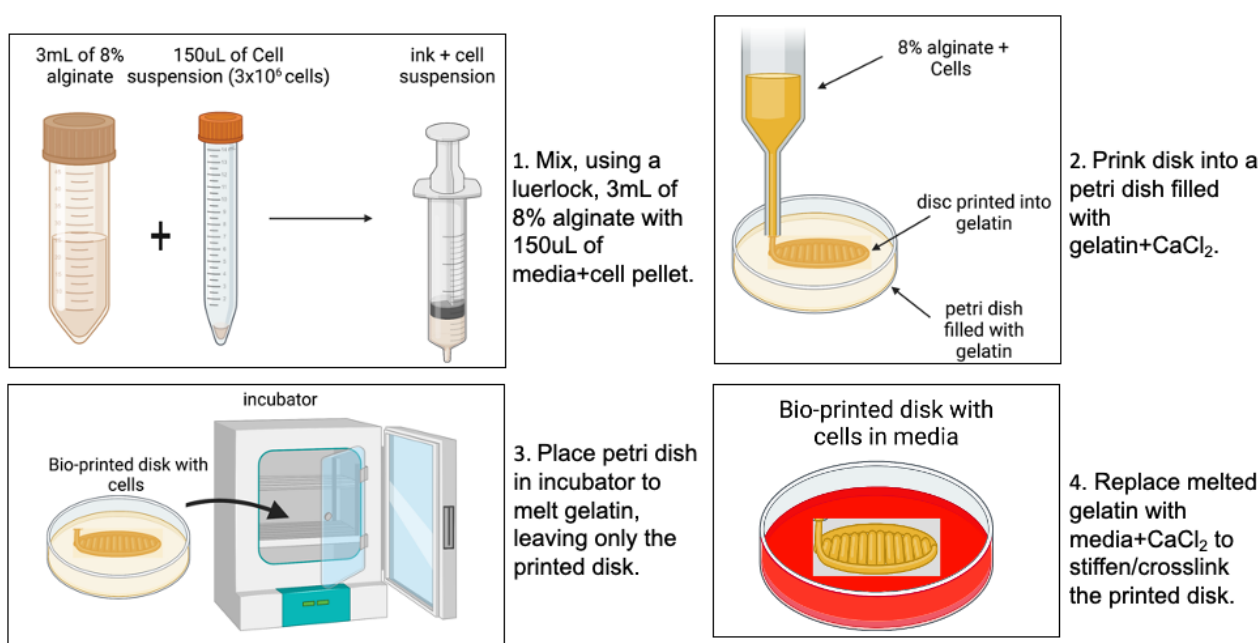 3mL of 8%
alginate
150uL of Cell
suspension (3x10⁶ cells)
ink + cell
suspension
+
1. Mix, using a
luerlock, 3mL of
8% alginate with
150uL of
media+cell pellet.
8% alginate +
Cells
disc printed into
gelatin
petri dish
filled with
gelatin
2. Prink disk into a
petri dish filled
with
gelatin+CaCl₂.
incubator
Bio-printed disk with
cells
3. Place petri dish
in incubator to
melt gelatin,
leaving only the
printed disk.
Bio-printed disk with
cells in media
4. Replace melted
gelatin with
media+CaCl₂ to
stiffen/crosslink
the printed disk.